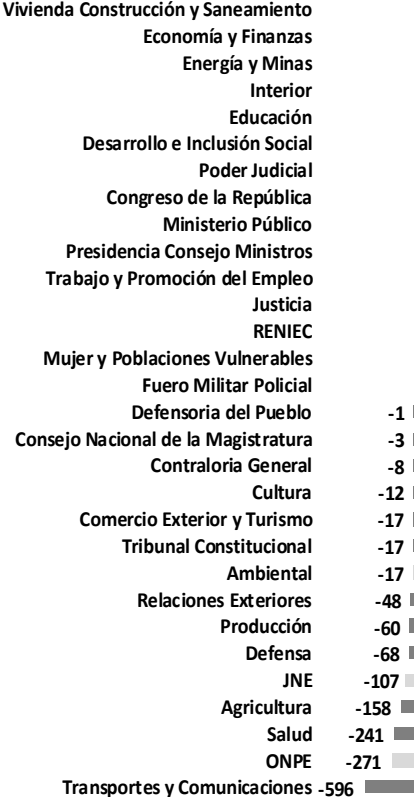 Vivienda Construcción y Saneamiento
Economía y Finanzas
Energía y Minas
Interior
Educación
Desarrollo e Inclusión Social
Poder Judicial
Congreso de la República
Ministerio Público
Presidencia Consejo Ministros
Trabajo y Promoción del Empleo
Justicia
RENIEC
Mujer y Poblaciones Vulnerables
Fuero Militar Policial
Defensoria del Pueblo -1
Consejo Nacional de la Magistratura -3
Contraloria General -8
Cultura -12
Comercio Exterior y Turismo -17
Tribunal Constitucional -17
Ambiental -17
Relaciones Exteriores -48
Producción -60
Defensa -68
JNE -107
Agricultura -158
Salud -241
ONPE -271
Transportes y Comunicaciones -596